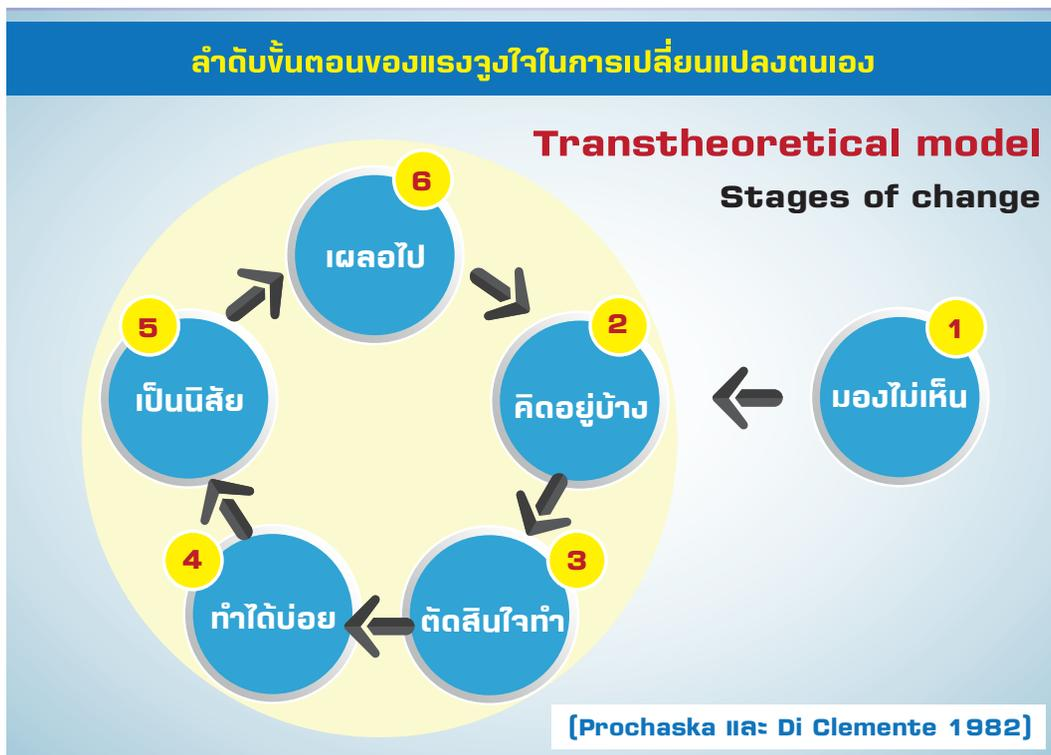 ลำดับขั้นตอนของแรงจูงใจในการเปลี่ยนแปลงตนเอง
Transtheoretical model
Stages of change
1
มองไม่เห็น
2
คิดอยู่บ้าง
3
ตัดสินใจทำ
4
ทำได้บ่อย
5
เป็นนิสัย
6
เผลอไป
(Prochaska และ Di Clemente 1982)